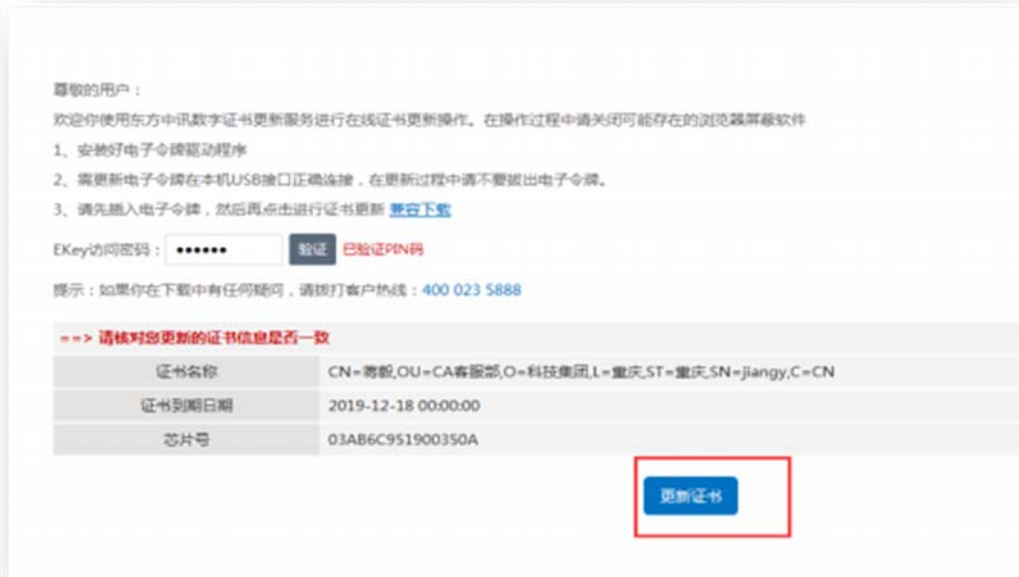 尊敬的用户：
欢迎你使用东方中讯数字证书更新服务进行在线证书更新操作。在操作过程中请关闭可能存在的浏览器屏蔽软件
1、安装好电子令牌驱动程序
2、需更新电子令牌在本机USB接口正确连接，在更新过程中请不要拔出电子令牌。
3、请先插入电子令牌，然后再点击进行证书更新 兼容下载
EKey访问密码： •••••• 验证 已验证PIN码
提示：如果你在下载中有任何疑问，请拨打客户热线：400 023 5888
==> 请核对您更新的证书信息是否一致
证书名称 CN=蒋毅,OU=CA客服部,O=科技集团,L=重庆,ST=重庆,SN=jiangy,C=CN
证书到期日期 2019-12-18 00:00:00
芯片号 03AB6C951900350A
更新证书